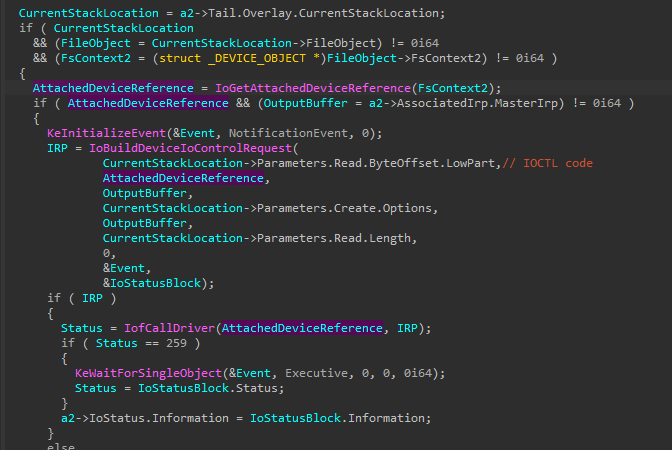 CurrentStackLocation = a2->Tail.Overlay.CurrentStackLocation;
if ( CurrentStackLocation
&& (FileObject = CurrentStackLocation->FileObject) != 0i64
&& (FsContext2 = (struct _DEVICE_OBJECT *)FileObject->FsContext2) != 0i64 )
{
AttachedDeviceReference = IoGetAttachedDeviceReference(FsContext2);
if ( AttachedDeviceReference && (OutputBuffer = a2->AssociatedIrp.MasterIrp) != 0i64 )
{
KeInitializeEvent(&Event, NotificationEvent, 0);
IRP = IoBuildDeviceIoControlRequest(
CurrentStackLocation->Parameters.Read.ByteOffset.LowPart,// IOCTL code
AttachedDeviceReference,
OutputBuffer,
CurrentStackLocation->Parameters.Create.Options,
OutputBuffer,
CurrentStackLocation->Parameters.Read.Length,
0,
&Event,
&IoStatusBlock);
if ( IRP )
{
Status = IofCallDriver(AttachedDeviceReference, IRP);
if ( Status == 259 )
{
KeWaitForSingleObject(&Event, Executive, 0, 0, 0i64);
Status = IoStatusBlock.Status;
}
a2->IoStatus.Information = IoStatusBlock.Information;
}
else